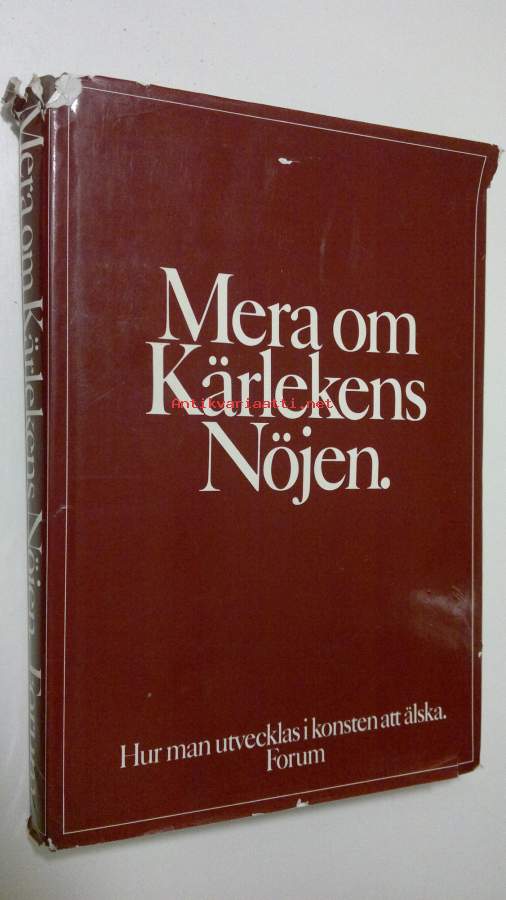 Mera om Kärlekens Nöjen. Forum
Mera om
Kärlekens
Antikvariaatti.net
Nöjen.
Hur man utvecklas i konsten att älska.
Forum